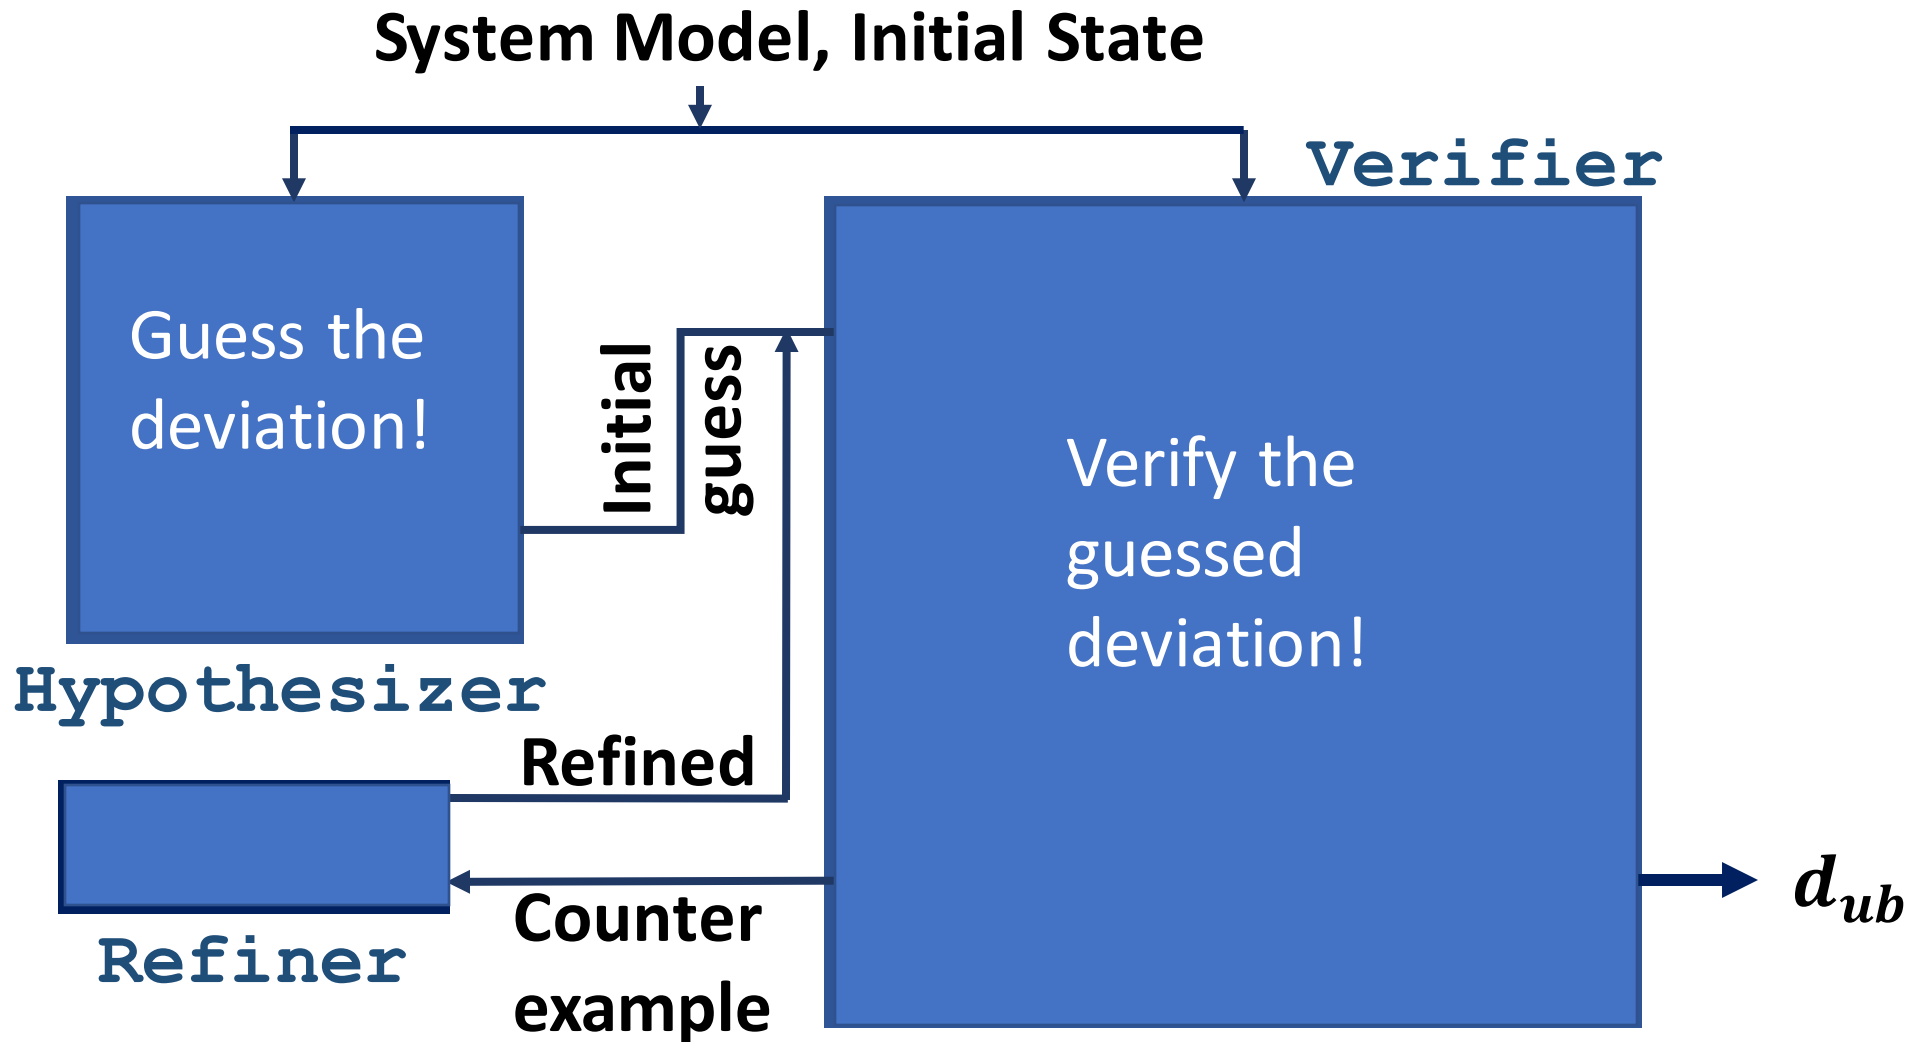 System Model, Initial State
Verifier
Guess the
deviation!
Initial
guess
Verify the
guessed
deviation!
Hypothesizer
Refined
d_ub
Counter
example
Refiner